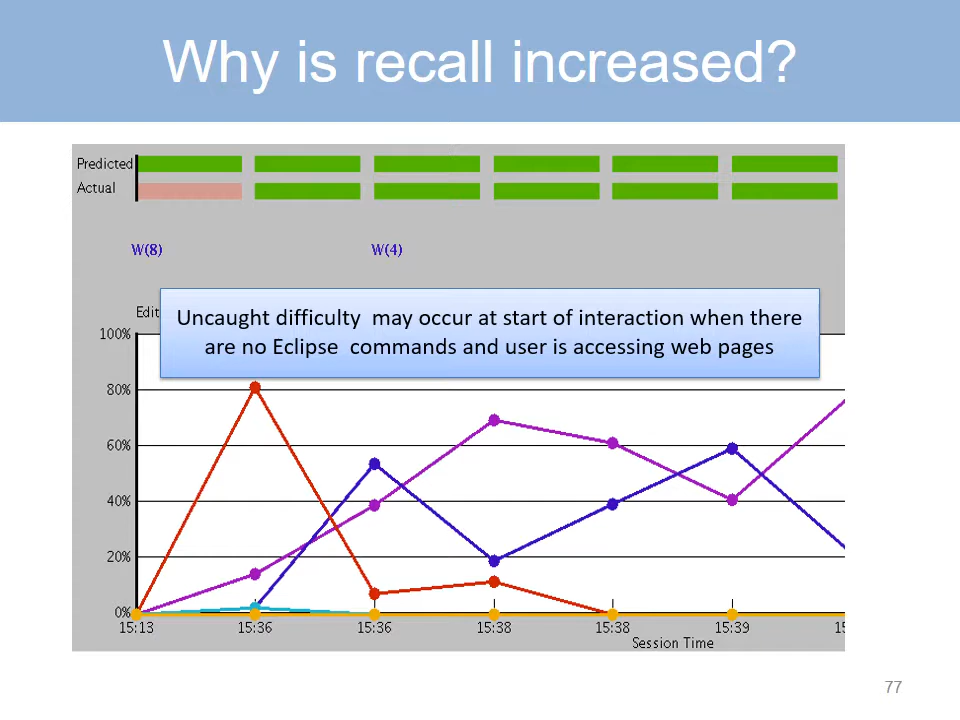 Why is recall increased?
Predicted
Actual
W(8) W(4)
Edit
Uncaught difficulty may occur at start of interaction when there
are no Eclipse commands and user is accessing web pages
100%
80%
60%
40%
20%
0%
15:13 15:36 15:36 15:38 15:38 15:39 15
Session Time
77